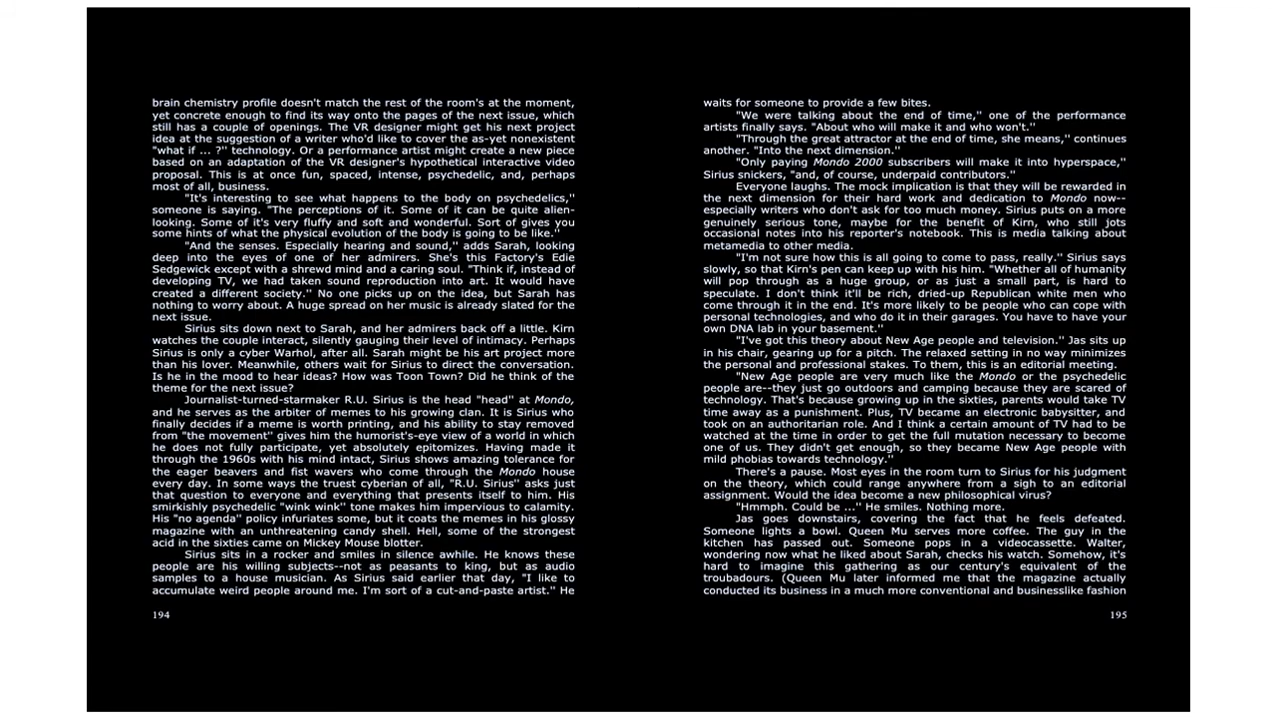 brain chemistry profile doesn't match the rest of the room's at the moment,
yet concrete enough to find its way onto the pages of the next issue, which
still has a couple of openings. The VR designer might get his next project
idea at the suggestion of a writer who'd like to cover the as-yet nonexistent
"what if ... ?" technology. Or a performance artist might create a new piece
based on an adaptation of the VR designer's hypothetical interactive video
proposal. This is at once fun, spaced, intense, psychedelic, and, perhaps
most of all, business.
"It's interesting to see what happens to the body on psychedelics,"
someone is saying. "The perceptions of it. Some of it can be quite alien-
looking. Some of it's very fluffy and soft and wonderful. Sort of gives you
some hints of what the physical evolution of the body is going to be like."
"And the senses. Especially hearing and sound," adds Sarah, looking
deep into the eyes of one of her admirers. She's this Factory's Edie
Sedgewick except with a shrewd mind and a caring soul. "Think if, instead of
developing TV, we had taken sound reproduction into art. It would have
created a different society." No one picks up on the idea, but Sarah has
nothing to worry about. A huge spread on her music is already slated for the
next issue.
Sirius sits down next to Sarah, and her admirers back off a little. Kirn
watches the couple interact, silently gauging their level of intimacy. Perhaps
Sirius is only a cyber Warhol, after all. Sarah might be his art project more
than his lover. Meanwhile, others wait for Sirius to direct the conversation.
Is he in the mood to hear ideas? How was Toon Town? Did he think of the
theme for the next issue?
Journalist-turned-starmaker R.U. Sirius is the head "head" at Mondo,
and he serves as the arbiter of memes to his growing clan. It is Sirius who
finally decides if a meme is worth printing, and his ability to stay removed
from "the movement" gives him the humorist's-eye view of a world in which
he does not fully participate, yet absolutely epitomizes. Having made it
through the 1960s with his mind intact, Sirius shows amazing tolerance for
the eager beavers and fist wavers who come through the Mondo house
every day. In some ways the truest cyberian of all, "R.U. Sirius" asks just
that question to everyone and everything that presents itself to him. His
smirkishly psychedelic "wink wink" tone makes him impervious to calamity.
His "no agenda" policy infuriates some, but it coats the memes in his glossy
magazine with an unthreatening candy shell. Hell, some of the strongest
acid in the sixties came on Mickey Mouse blotter.
Sirius sits in a rocker and smiles in silence awhile. He knows these
people are his willing subjects--not as peasants to king, but as audio
samples to a house musician. As Sirius said earlier that day, "I like to
accumulate weird people around me. I'm sort of a cut-and-paste artist." He
194
waits for someone to provide a few bites.
"We were talking about the end of time," one of the performance
artists finally says. "About who will make it and who won't."
"Through the great attractor at the end of time, she means," continues
another. "Into the next dimension."
"Only paying Mondo 2000 subscribers will make it into hyperspace,"
Sirius snickers, "and, of course, underpaid contributors."
Everyone laughs. The mock implication is that they will be rewarded in
the next dimension for their hard work and dedication to Mondo now--
especially writers who don't ask for too much money. Sirius puts on a more
genuinely serious tone, maybe for the benefit of Kirn, who still jots
occasional notes into his reporter's notebook. This is media talking about
metamedia to other media.
"I'm not sure how this is all going to come to pass, really." Sirius says
slowly, so that Kirn's pen can keep up with his him. "Whether all of humanity
will pop through as a huge group, or as just a small part, is hard to
speculate. I don't think it'll be rich, dried-up Republican white men who
come through it in the end. It's more likely to be people who can cope with
personal technologies, and who do it in their garages. You have to have your
own DNA lab in your basement."
"I've got this theory about New Age people and television." Jas sits up
in his chair, gearing up for a pitch. The relaxed setting in no way minimizes
the personal and professional stakes. To them, this is an editorial meeting.
"New Age people are very much like the Mondo or the psychedelic
people are--they just go outdoors and camping because they are scared of
technology. That's because growing up in the sixties, parents would take TV
time away as a punishment. Plus, TV became an electronic babysitter, and
took on an authoritarian role. And I think a certain amount of TV had to be
watched at the time in order to get the full mutation necessary to become
one of us. They didn't get enough, so they became New Age people with
mild phobias towards technology."
There's a pause. Most eyes in the room turn to Sirius for his judgment
on the theory, which could range anywhere from a sigh to an editorial
assignment. Would the idea become a new philosophical virus?
"Hmmph. Could be ..." He smiles. Nothing more.
Jas goes downstairs, covering the fact that he feels defeated.
Someone lights a bowl. Queen Mu serves more coffee. The guy in the
kitchen has passed out. Someone pops in a videocassette. Walter,
wondering now what he liked about Sarah, checks his watch. Somehow, it's
hard to imagine this gathering as our century's equivalent of the
troubadours. (Queen Mu later informed me that the magazine actually
conducted its business in a much more conventional and businesslike fashion
195